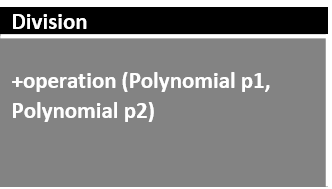 Division
+operation (Polynomial p1,
Polynomial p2)